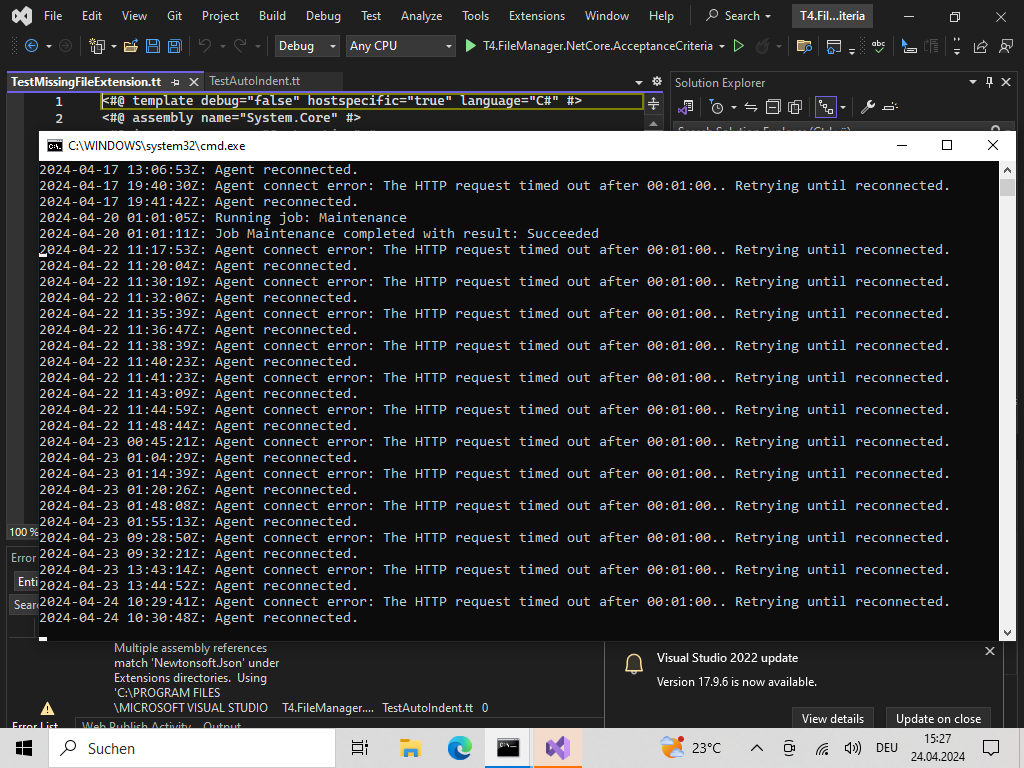 File Edit View Git Project Build Debug Test Analyze Tools Extensions Window Help Search T4.Fil...iteria
Debug Any CPU T4.FileManager.NetCore.AcceptanceCriteria
TestMissingFileExtension.tt TestAutoIndent.tt
Solution Explorer
1 <#@ template debug="false" hostspecific="true" language="C#" #>
2 <#@ assembly name="System.Core" #>
C:\WINDOWS\system32\cmd.exe
2024-04-17 13:06:53Z: Agent reconnected.
2024-04-17 19:40:30Z: Agent connect error: The HTTP request timed out after 00:01:00.. Retrying until reconnected.
2024-04-17 19:41:42Z: Agent reconnected.
2024-04-20 01:01:05Z: Running job: Maintenance
2024-04-20 01:01:11Z: Job Maintenance completed with result: Succeeded
2024-04-22 11:17:53Z: Agent connect error: The HTTP request timed out after 00:01:00.. Retrying until reconnected.
2024-04-22 11:20:04Z: Agent reconnected.
2024-04-22 11:30:19Z: Agent connect error: The HTTP request timed out after 00:01:00.. Retrying until reconnected.
2024-04-22 11:32:06Z: Agent reconnected.
2024-04-22 11:35:39Z: Agent connect error: The HTTP request timed out after 00:01:00.. Retrying until reconnected.
2024-04-22 11:36:47Z: Agent reconnected.
2024-04-22 11:38:39Z: Agent connect error: The HTTP request timed out after 00:01:00.. Retrying until reconnected.
2024-04-22 11:40:23Z: Agent reconnected.
2024-04-22 11:41:23Z: Agent connect error: The HTTP request timed out after 00:01:00.. Retrying until reconnected.
2024-04-22 11:43:09Z: Agent reconnected.
2024-04-22 11:44:59Z: Agent connect error: The HTTP request timed out after 00:01:00.. Retrying until reconnected.
2024-04-22 11:48:44Z: Agent reconnected.
2024-04-23 00:45:21Z: Agent connect error: The HTTP request timed out after 00:01:00.. Retrying until reconnected.
2024-04-23 01:04:29Z: Agent reconnected.
2024-04-23 01:14:39Z: Agent connect error: The HTTP request timed out after 00:01:00.. Retrying until reconnected.
2024-04-23 01:20:26Z: Agent reconnected.
2024-04-23 01:48:08Z: Agent connect error: The HTTP request timed out after 00:01:00.. Retrying until reconnected.
2024-04-23 01:55:13Z: Agent reconnected.
2024-04-23 09:28:50Z: Agent connect error: The HTTP request timed out after 00:01:00.. Retrying until reconnected.
2024-04-23 09:32:21Z: Agent reconnected.
2024-04-23 13:43:14Z: Agent connect error: The HTTP request timed out after 00:01:00.. Retrying until reconnected.
2024-04-23 13:44:52Z: Agent reconnected.
2024-04-24 10:29:41Z: Agent connect error: The HTTP request timed out after 00:01:00.. Retrying until reconnected.
2024-04-24 10:30:48Z: Agent reconnected.
100 %
Error
Enti
Sear
Multiple assembly references
match 'NewtonsoftJson' under
Extensions directories. Using
'C:\PROGRAM FILES
\MICROSOFT VISUAL STUDIO T4.FileManager.... TestAutoIndent.tt 0
Error List Web Publish Activity Output
Visual Studio 2022 update
Version 17.9.6 is now available.
View details Update on close
Suchen 23°C DEU 15:27
24.04.2024